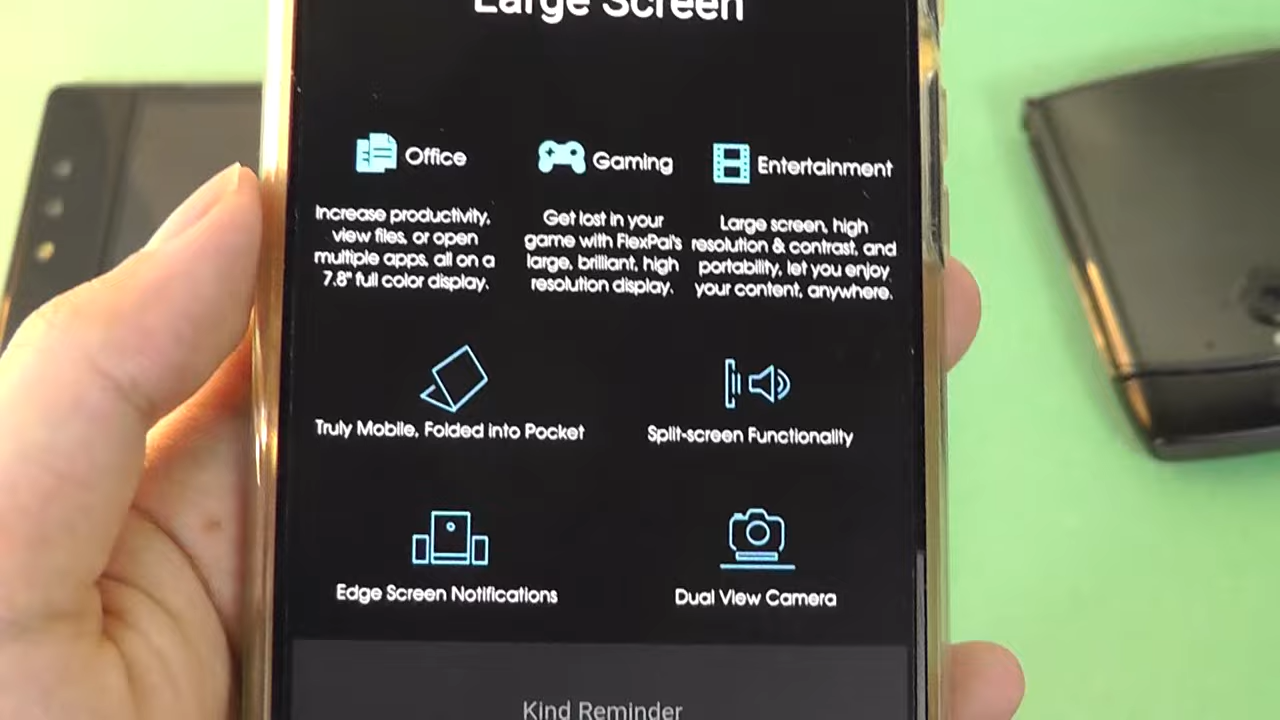 Large Screen
Office
Gaming
Entertainment
Increase productivity,
view files, or open
multiple apps, all on a
7.8" full color display.
Get lost in your
game with FlexPai's
large, brilliant, high
resolution display.
Large screen, high
resolution & contrast, and
portability, let you enjoy
your content, anywhere.
Truly Mobile, Folded into Pocket
Split-screen Functionality
Edge Screen Notifications
Dual View Camera
Kind Reminder